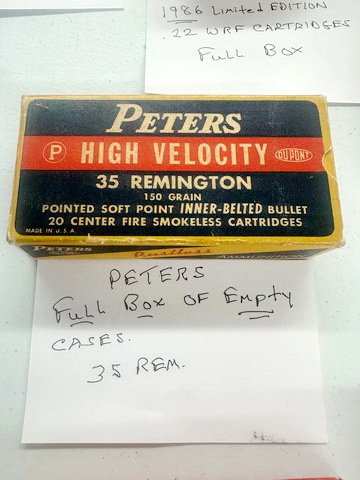 1986 Limited EDITION
.22 WRF CARTRIDGES
Full Box
PETERS
P HIGH VELOCITY DUPONT
35 REMINGTON
150 GRAIN
POINTED SOFT POINT INNER-BELTED BULLET
20 CENTER FIRE SMOKELESS CARTRIDGES
MADE IN U.S.A.
PETERS Rustless AMMUNITION
PETERS
Full Box OF Empty
CASES.
35 REM.